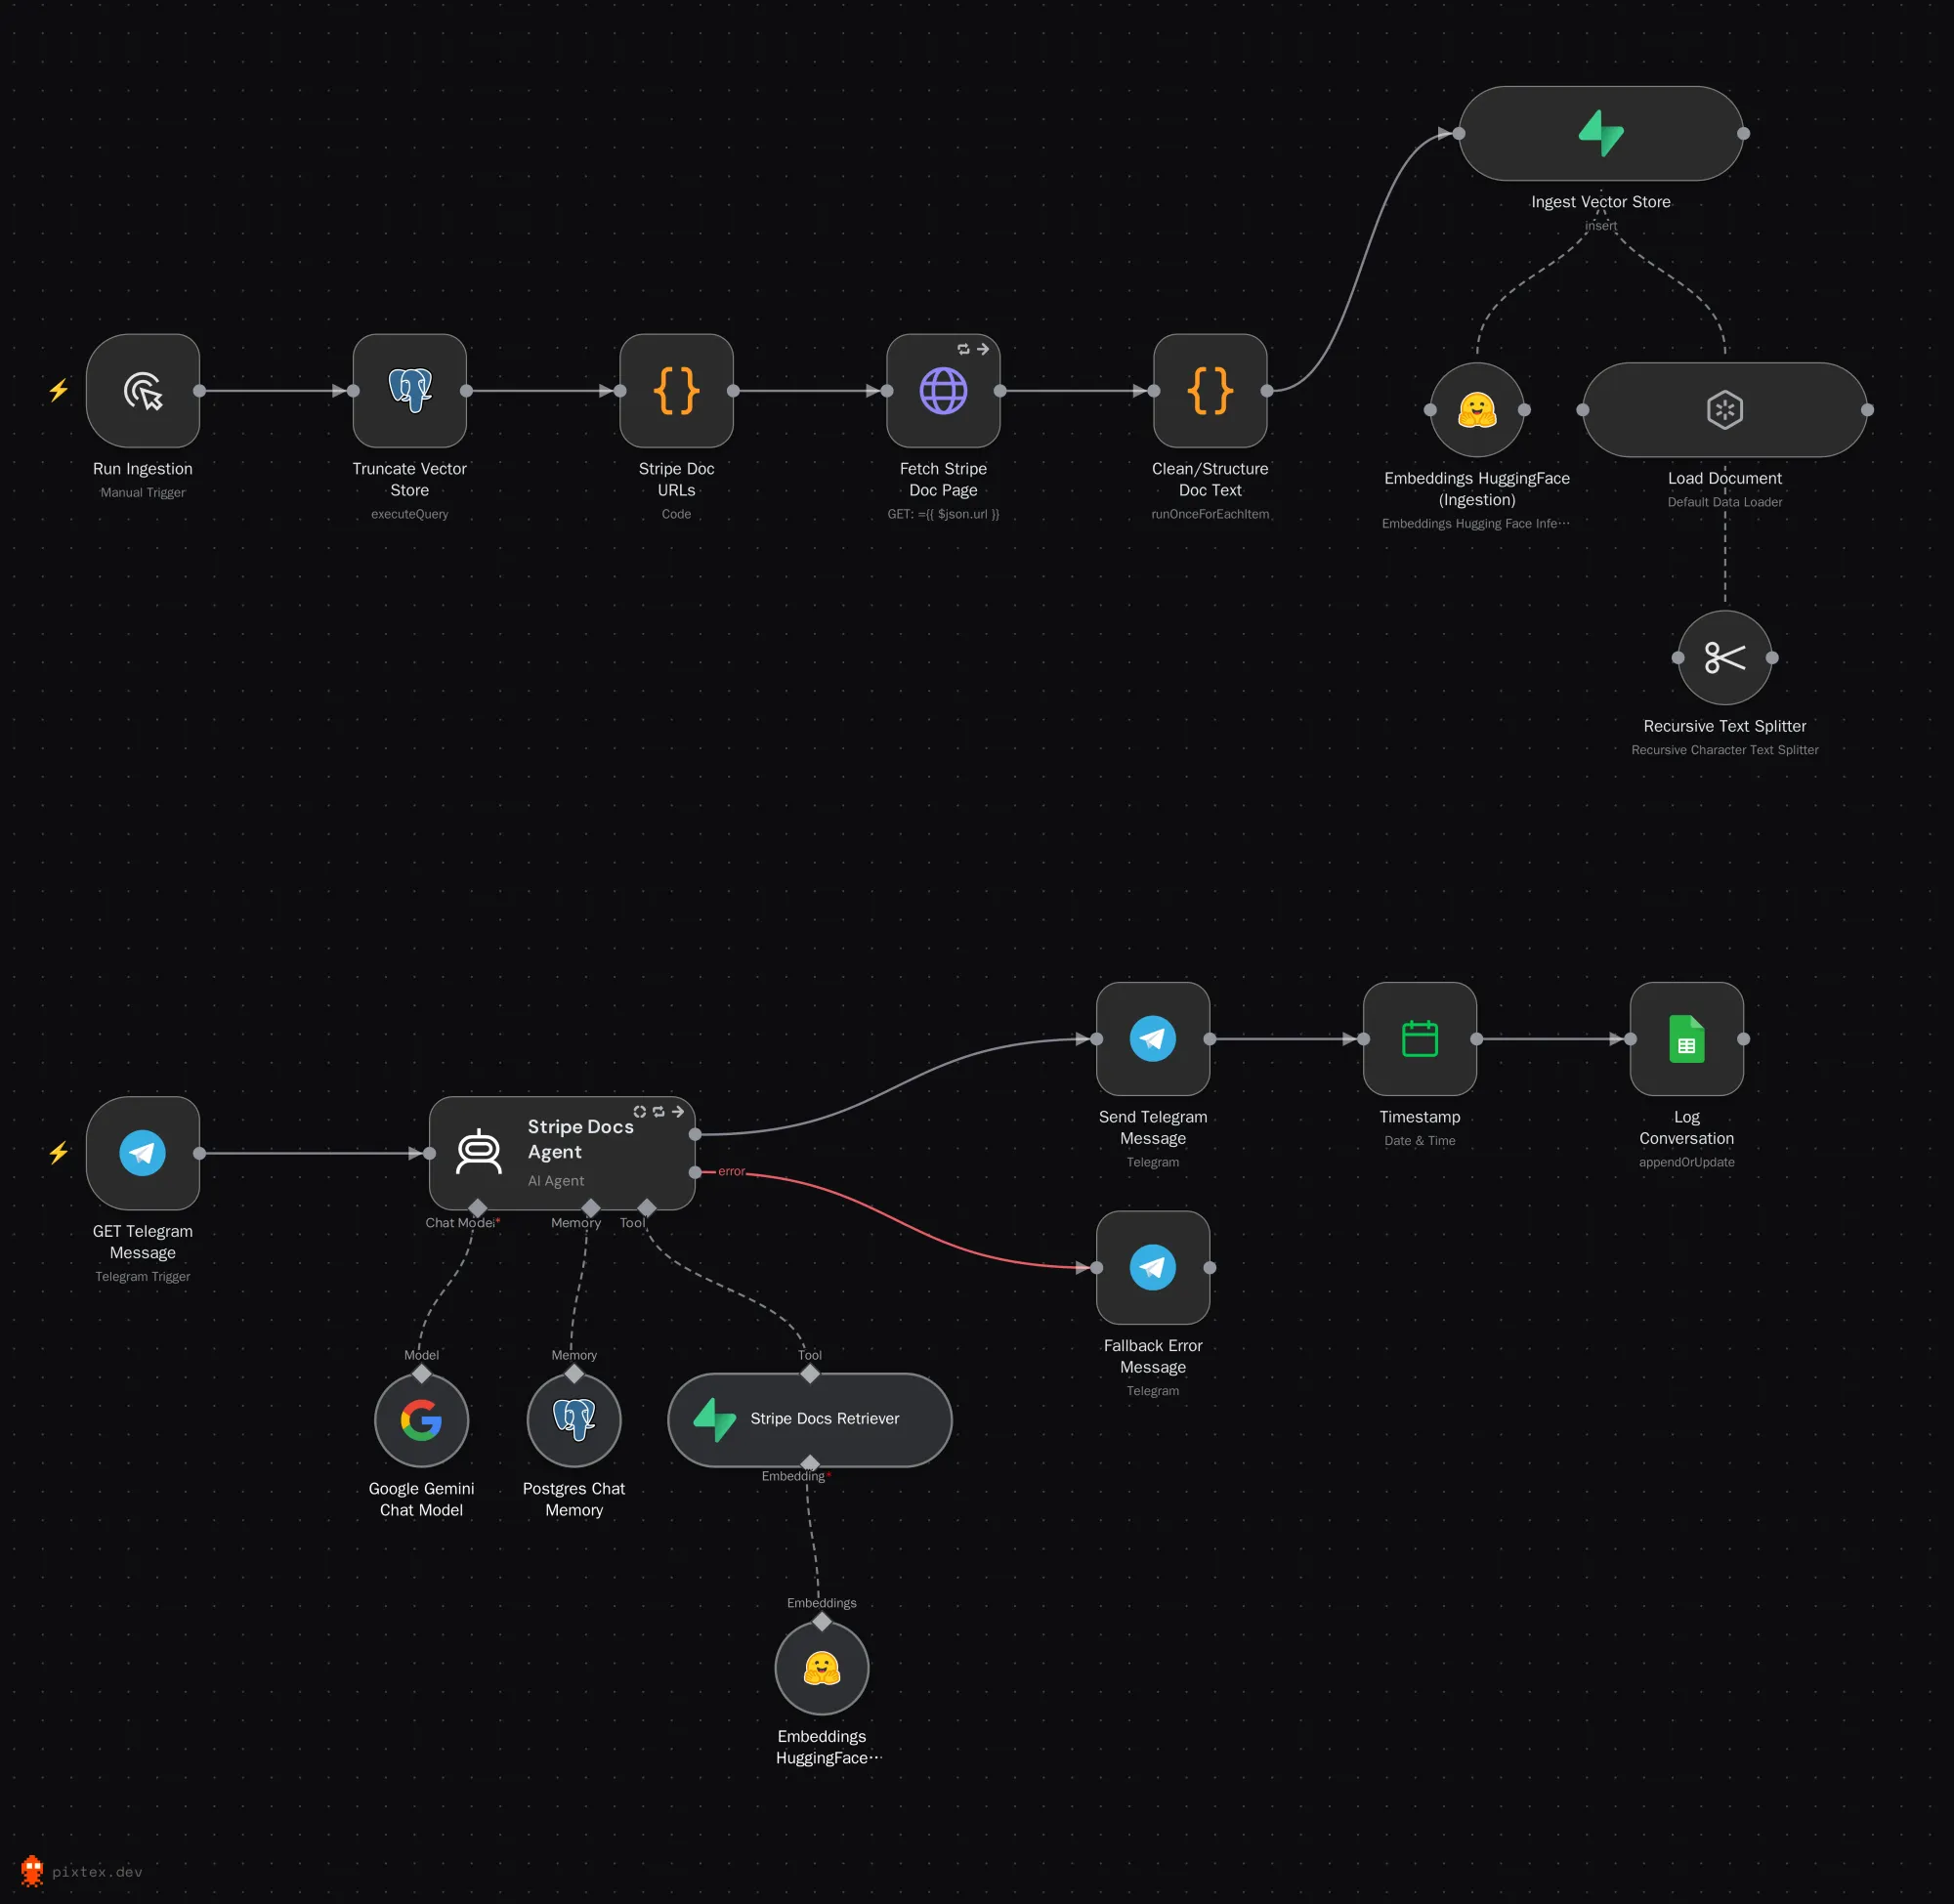 Ingest Vector Store
insert
Run Ingestion
Manual Trigger
Truncate Vector
Store
executeQuery
Stripe Doc
URLs
Code
Fetch Stripe
Doc Page
GET: ={{ $json.url }}
Clean/Structure
Doc Text
runOnceForEachItem
Embeddings HuggingFace
(Ingestion)
Embeddings Hugging Face Infe···
Load Document
Default Data Loader
Recursive Text Splitter
Recursive Character Text Splitter
GET Telegram
Message
Telegram Trigger
Stripe Docs
Agent
AI Agent
error
Chat Model*
Memory
Tool
Send Telegram
Message
Telegram
Timestamp
Date & Time
Log
Conversation
appendOrUpdate
Fallback Error
Message
Telegram
Model
Google Gemini
Chat Model
Memory
Postgres Chat
Memory
Tool
Stripe Docs Retriever
Embedding*
Embeddings
Embeddings
HuggingFace···
pixtex.dev